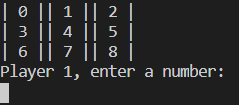 | 0 || 1 || 2 |
| 3 || 4 || 5 |
| 6 || 7 || 8 |
Player 1, enter a number: